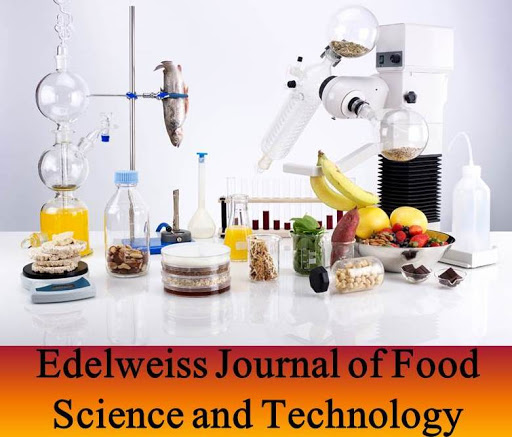 Edelweiss Journal of Food
Science and Technology